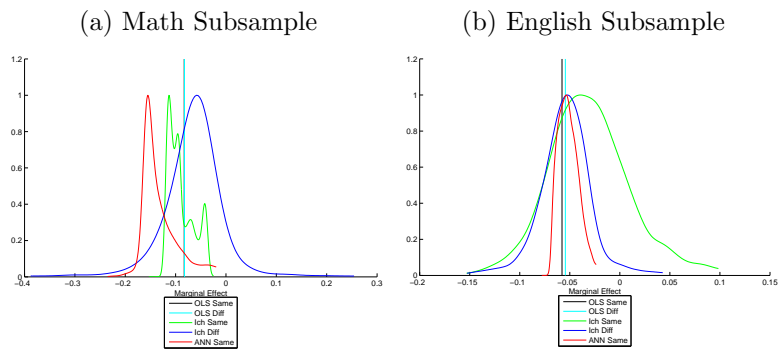 (a) Math Subsample
(b) English Subsample
1.2
1
0.8
0.6
0.4
0.2
0
−0.4 −0.3 −0.2 −0.1 0 0.1 0.2 0.3
Marginal Effect
OLS Same
OLS Diff
Ich Same
Ich Diff
ANN Same
1.2
1
0.8
0.6
0.4
0.2
0
−0.2 −0.15 −0.1 −0.05 0 0.05 0.1 0.15
Marginal Effect
OLS Same
OLS Diff
Ich Same
Ich Diff
ANN Same